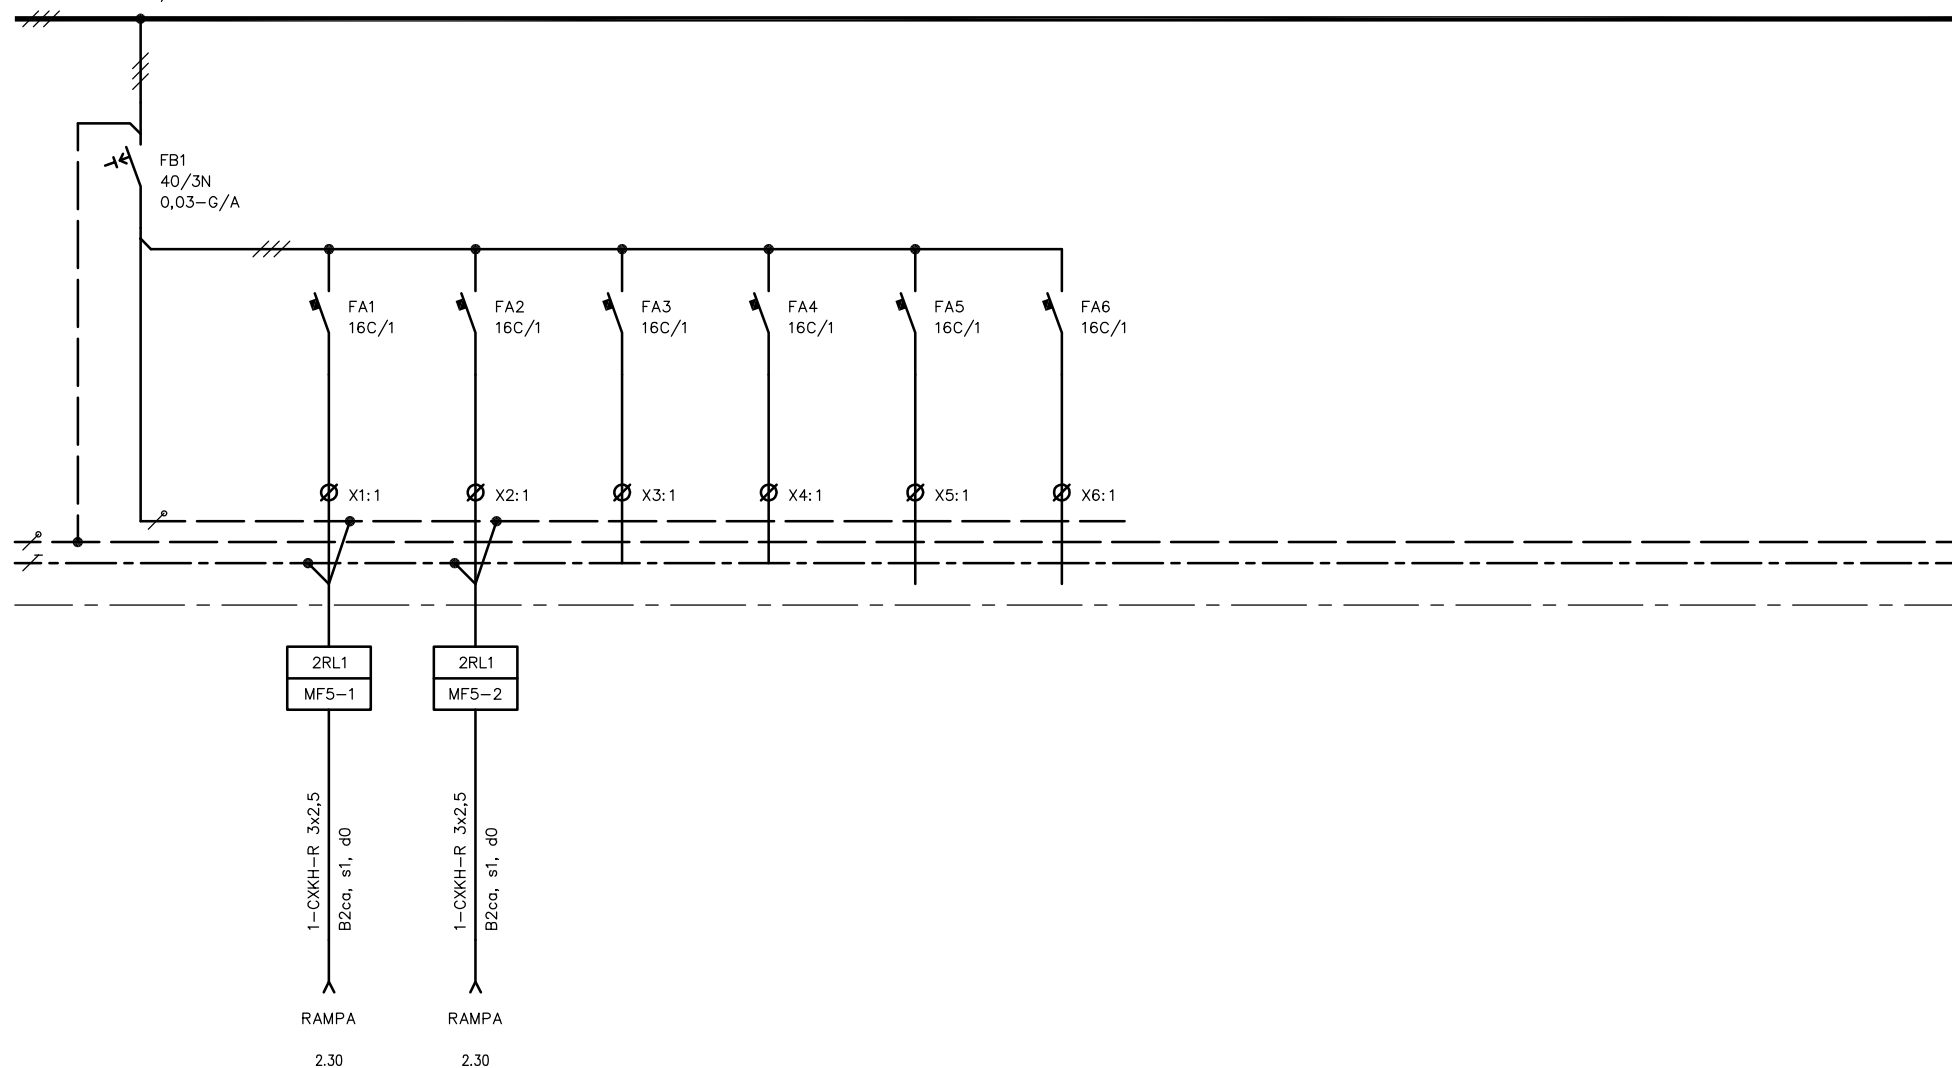 FB1
40/3N
0,03-G/A
FA1
16C/1
FA2
16C/1
FA3
16C/1
FA4
16C/1
FA5
16C/1
FA6
16C/1
X1:1
X2:1
X3:1
X4:1
X5:1
X6:1
2RL1
MF5-1
2RL1
MF5-2
1-CXKH-R 3x2,5
B2ca, s1, d0
1-CXKH-R 3x2,5
B2ca, s1, d0
RAMPA
RAMPA
2.30
2.30